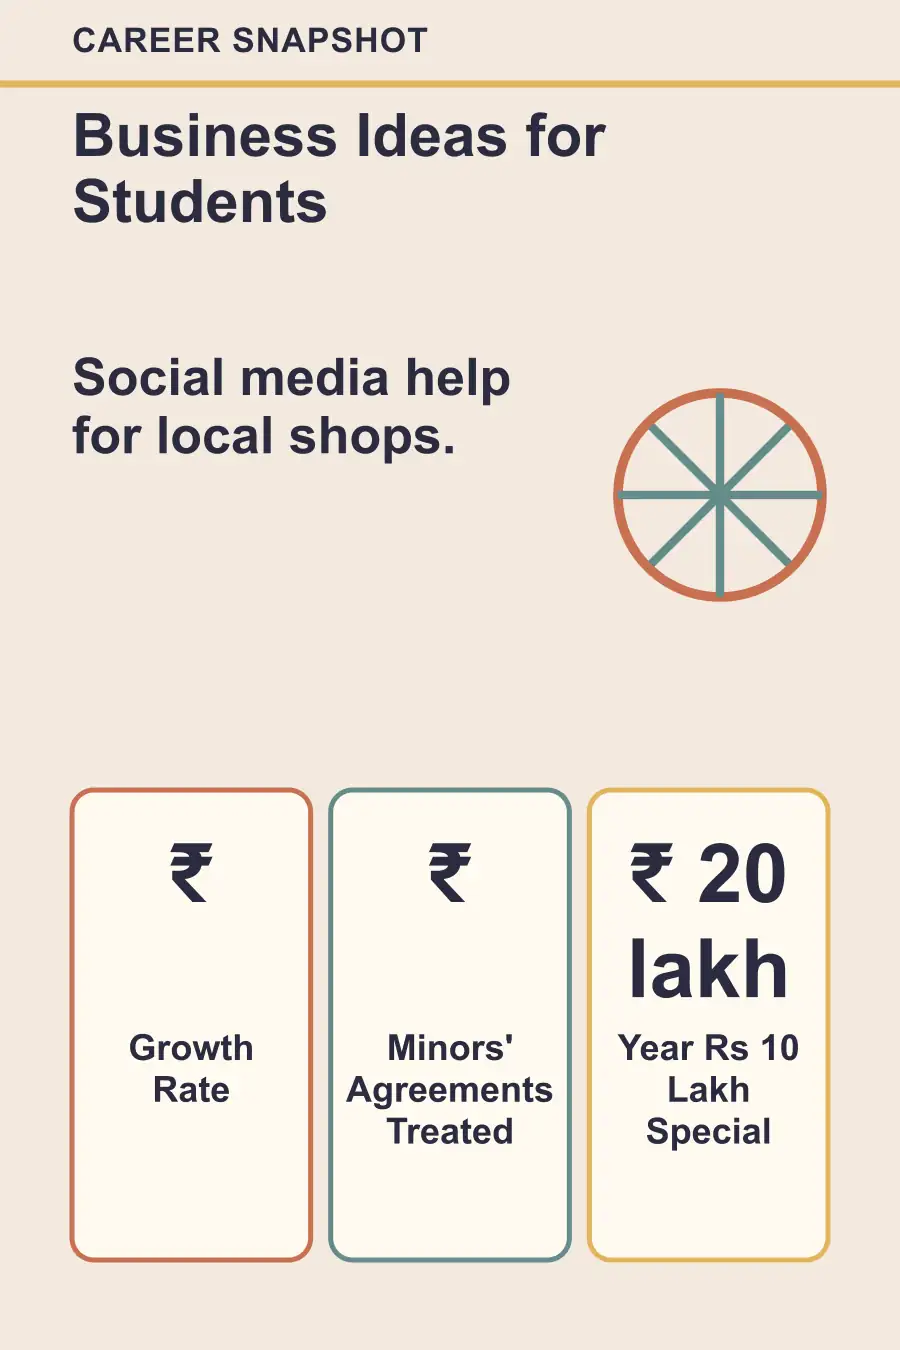 CAREER SNAPSHOT
Business Ideas for
Students
Social media help
for local shops.
₹
Growth
Rate
₹
Minors'
Agreements
Treated
₹ 20
lakh
Year Rs 10
Lakh
Special